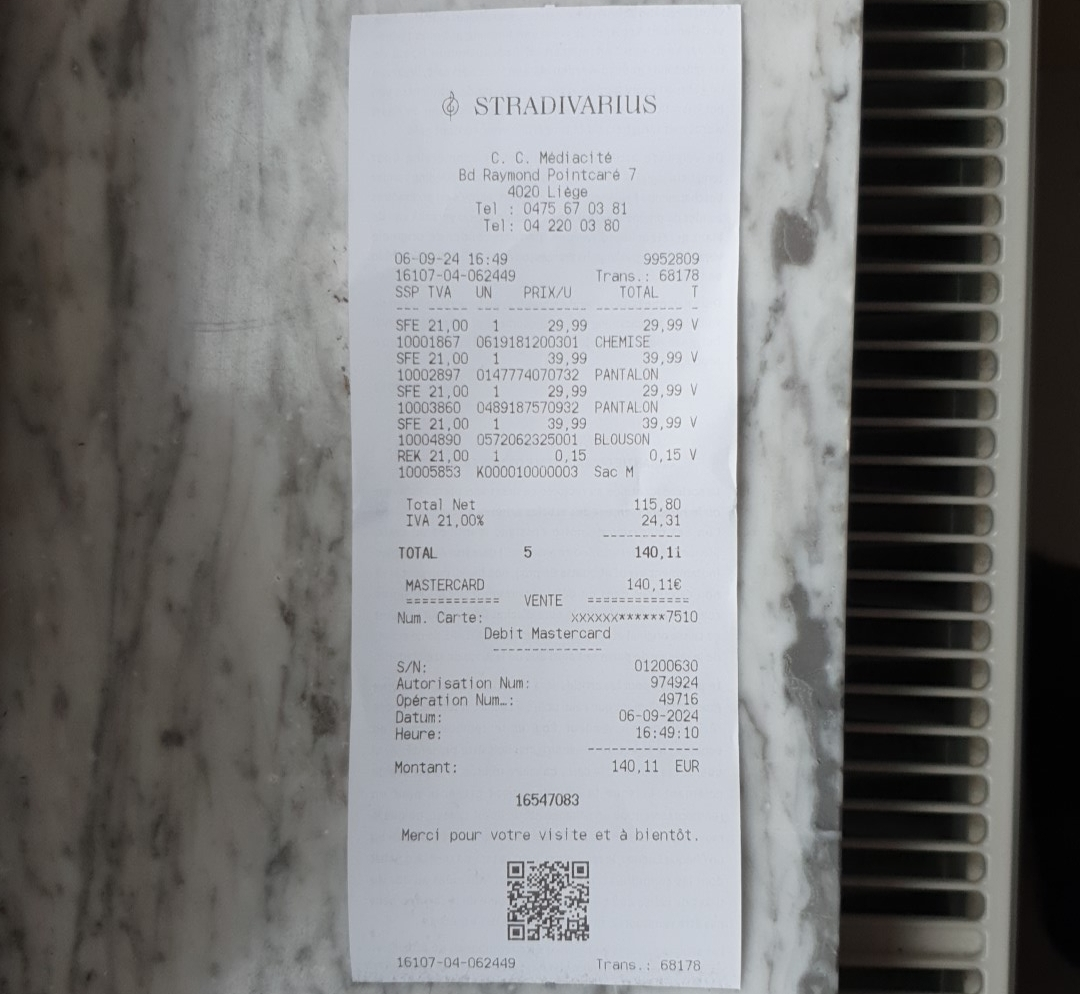 STRADIVARIUS
C. C. Médiacité
Bd Raymond Pointcaré 7
4020 Liège
Tel : 0475 67 03 81
Tel: 04 220 03 80
06-09-24 16:49 9952809
16107-04-062449 Trans.: 68178
SSP TVA UN PRIX/U TOTAL T
--- ----- --- ---------- ---------- -
SFE 21,00 1 29,99 29,99 V
10001867 0619181200301 CHEMISE
SFE 21,00 1 39,99 39,99 V
10002897 0147774070732 PANTALON
SFE 21,00 1 29,99 29,99 V
10003860 0489187570932 PANTALON
SFE 21,00 1 39,99 39,99 V
10004890 0572062325001 BLOUSON
REK 21,00 1 0,15 0,15 V
10005853 K000010000003 Sac M
Total Net 115,80
IVA 21,00% 24,31
----------
TOTAL 5 140,11
MASTERCARD 140,11€
============ VENTE =============
Num. Carte: xxxxxx******7510
Debit Mastercard
--------------
S/N: 01200630
Autorisation Num: 974924
Opération Num…: 49716
Datum: 06-09-2024
Heure: 16:49:10
--------------
Montant: 140,11 EUR
16547083
Merci pour votre visite et à bientôt.
16107-04-062449 Trans.: 68178